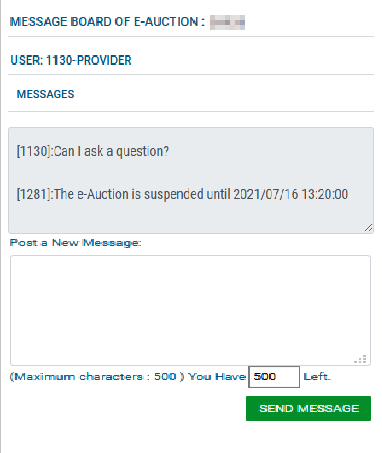 MESSAGE BOARD OF E-AUCTION :
USER: 1130-PROVIDER
MESSAGES
[1130]:Can I ask a question?
[1281]:The e-Auction is suspended until 2021/07/16 13:20:00
Post a New Message:
(Maximum characters : 500 ) You Have 500 Left.
SEND MESSAGE